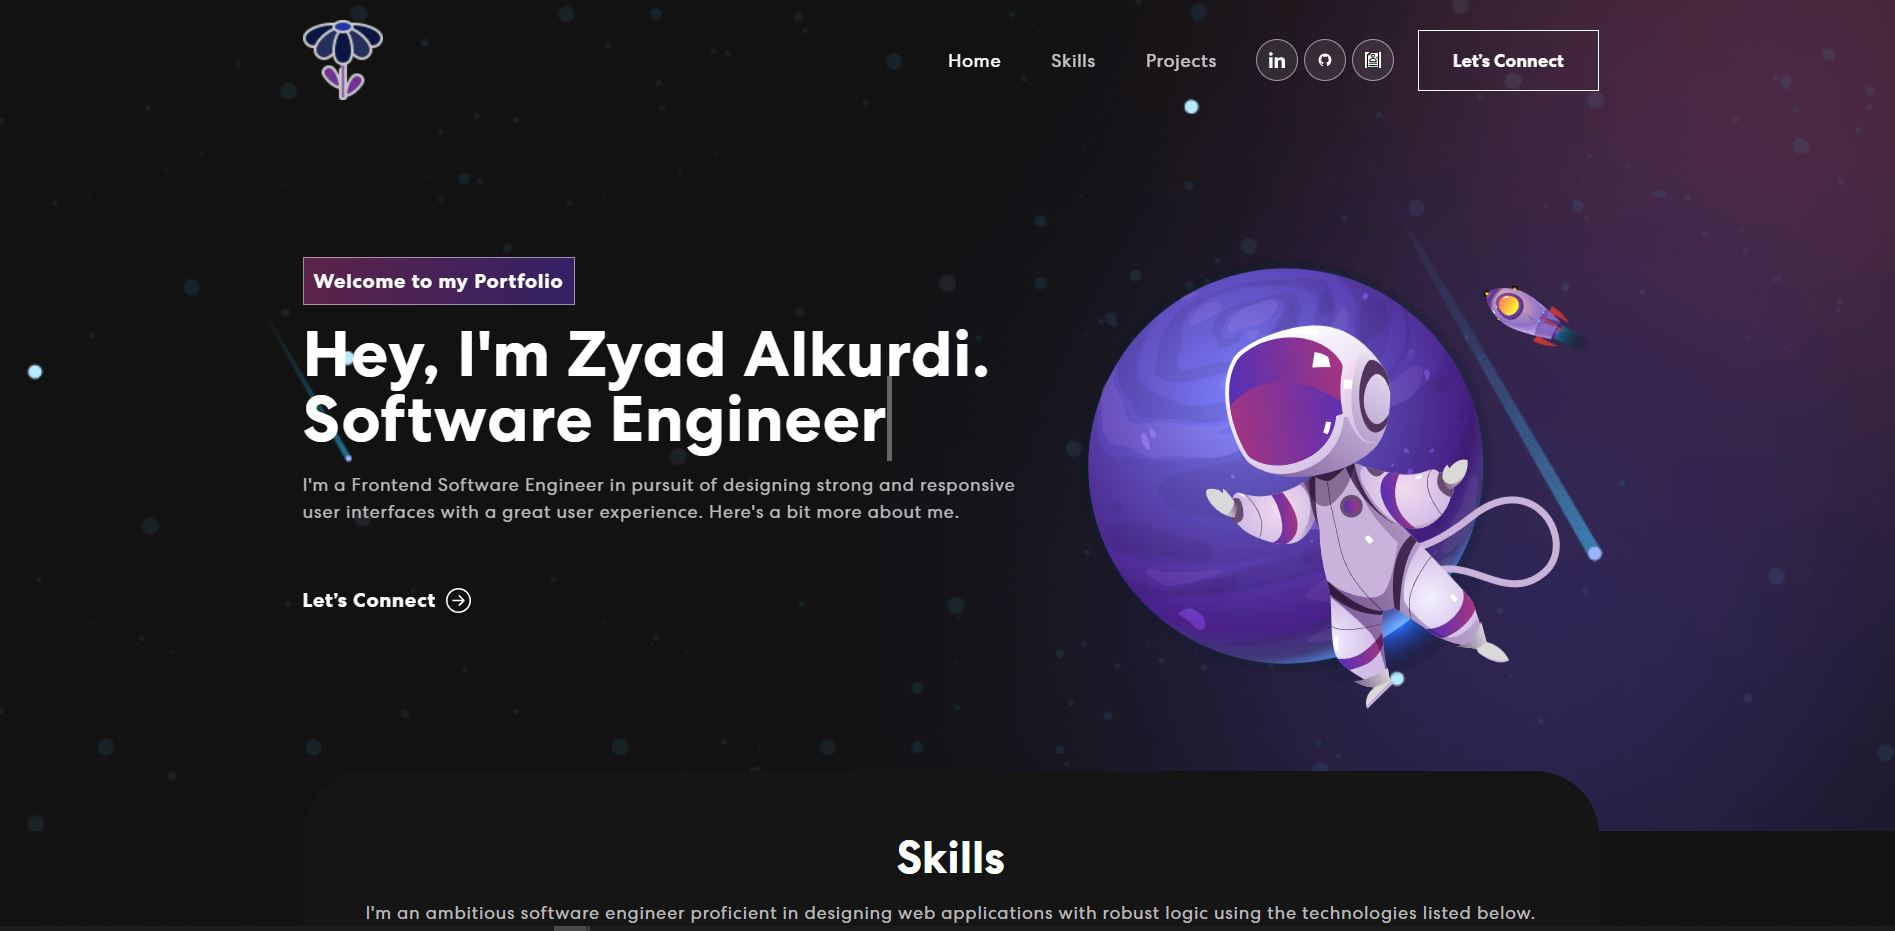 Home Skills Projects Let's Connect
Welcome to my Portfolio
Hey, I'm Zyad Alkurdi.
Software Engineer
I'm a Frontend Software Engineer in pursuit of designing strong and responsive
user interfaces with a great user experience. Here's a bit more about me.
Let’s Connect
Skills
I'm an ambitious software engineer proficient in designing web applications with robust logic using the technologies listed below.